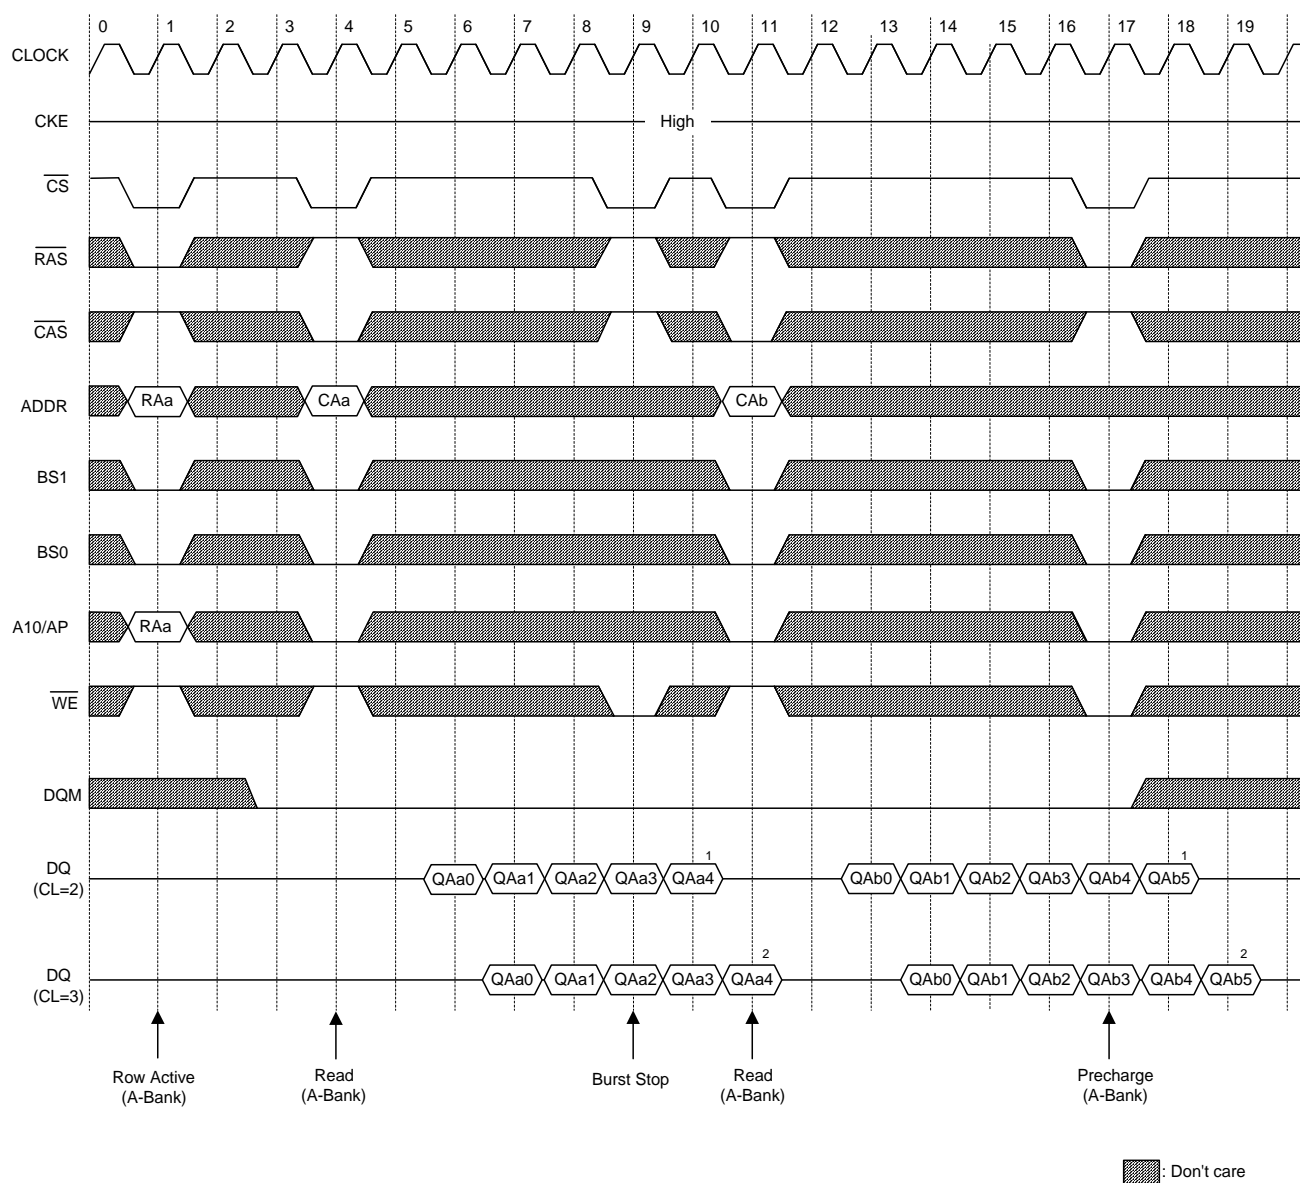 0 1 2 3 4 5 6 7 8 9 10 11 12 13 14 15 16 17 18 19
CLOCK
CKE High
CS
RAS
CAS
ADDR RAa CAa CAb
BS1
BS0
A10/AP RAa
WE
DQM
1 1
DQ
(CL=2)
QAa0 QAa1 QAa2 QAa3 QAa4 QAb0 QAb1 QAb2 QAb3 QAb4 QAb5
2 2
DQ
(CL=3)
QAa0 QAa1 QAa2 QAa3 QAa4 QAb0 QAb1 QAb2 QAb3 QAb4 QAb5
Row Active
(A-Bank)
Read
(A-Bank)
Burst Stop
Read
(A-Bank)
Precharge
(A-Bank)
: Don't care